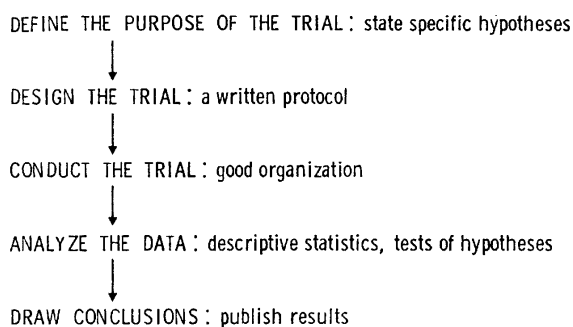 DEFINE THE PURPOSE OF THE TRIAL: state specific hypotheses
DESIGN THE TRIAL: a written protocol
CONDUCT THE TRIAL: good organization
ANALYZE THE DATA: descriptive statistics, tests of hypotheses
DRAW CONCLUSIONS: publish results